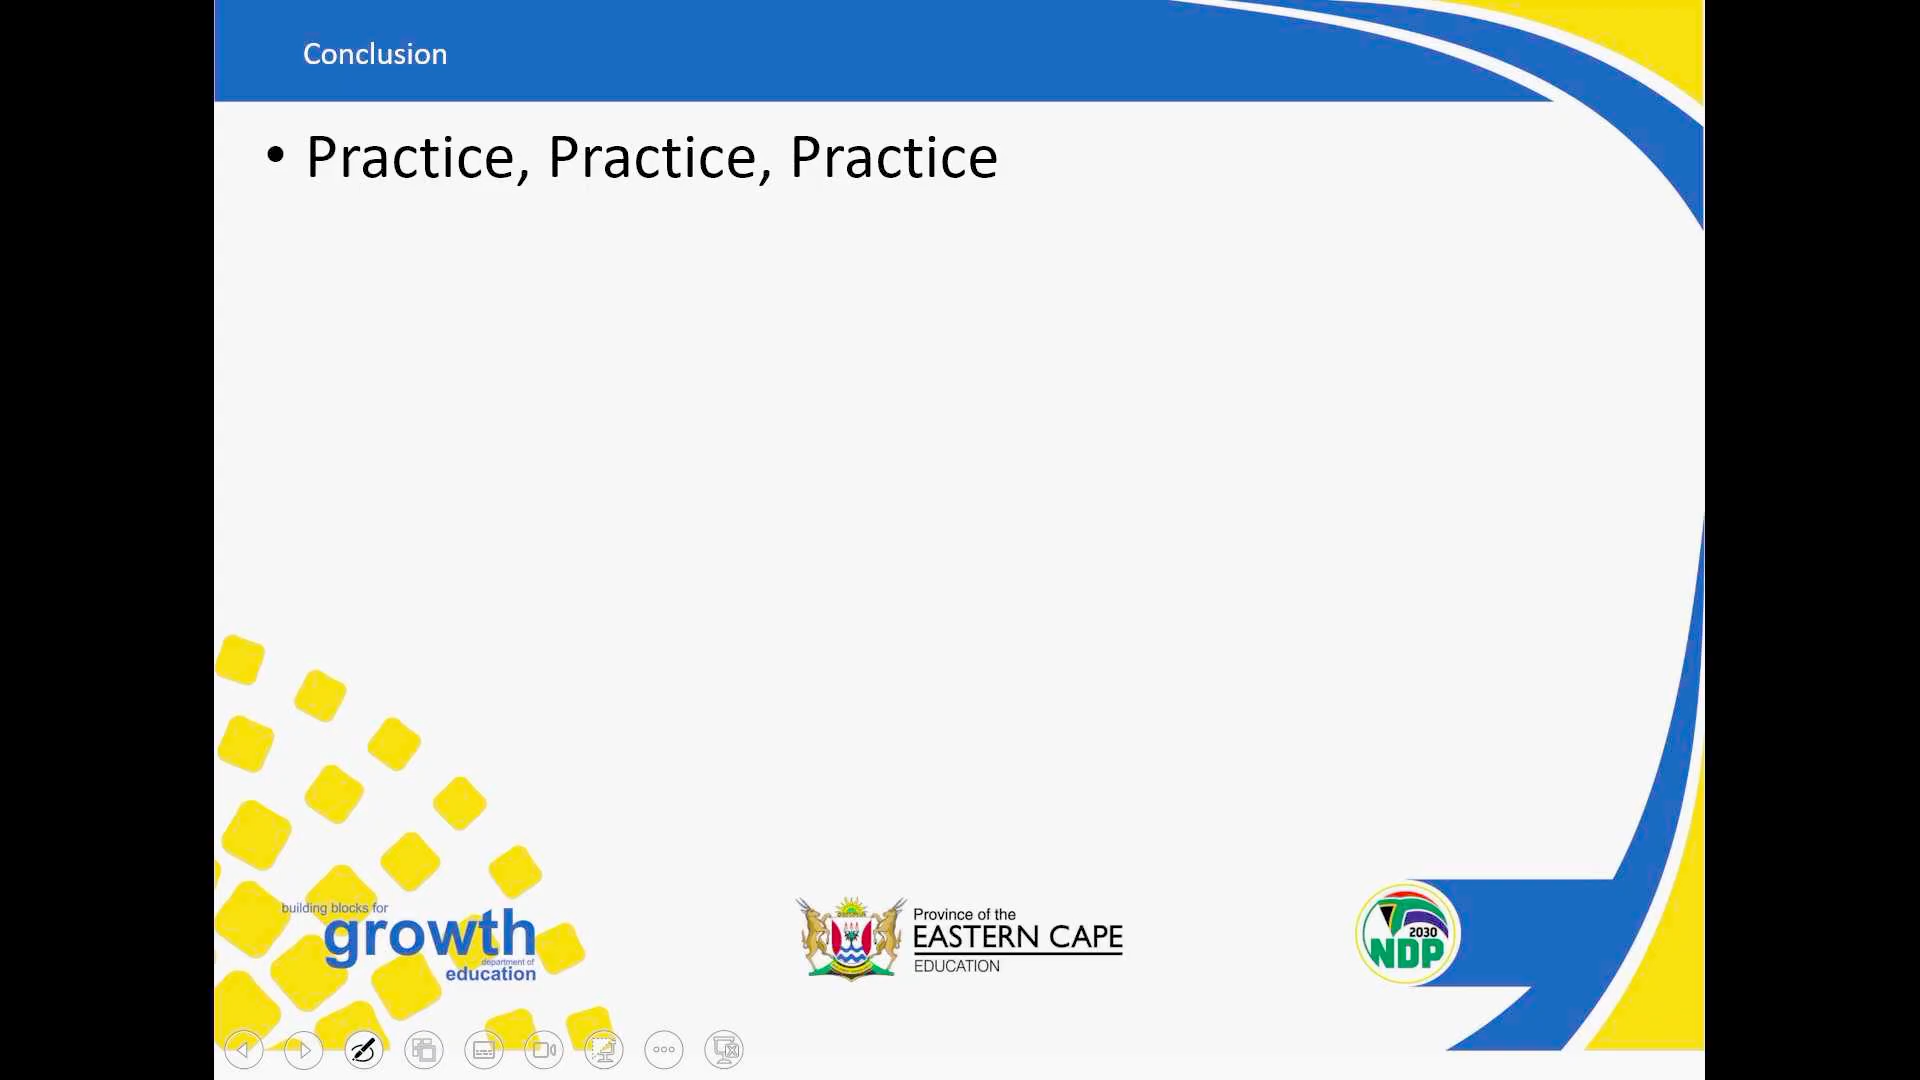 Conclusion
• Practice, Practice, Practice
building blocks for
growth
department of
education
Province of the
EASTERN CAPE
EDUCATION
2030
NDP